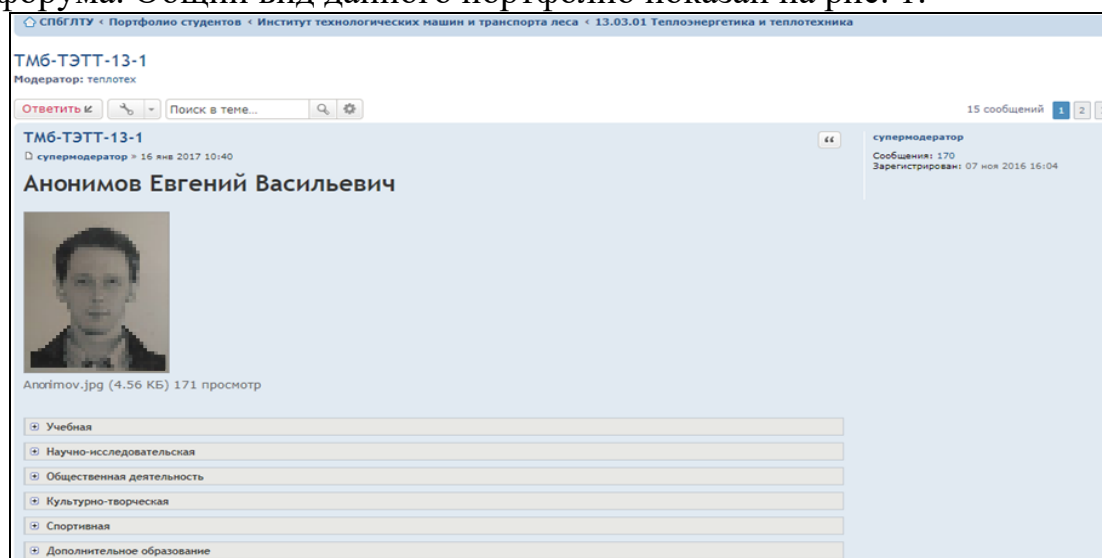 форума. Общий вид данного портфолио показан на рис. 1.
СПбГЛТУ ‹ Портфолио студентов ‹ Институт технологических машин и транспорта леса ‹ 13.03.01 Теплоэнергетика и теплотехника
ТМб-ТЭТТ-13-1
Модератор: теплотех
Ответить
Поиск в теме...
15 сообщений 1 2
ТМб-ТЭТТ-13-1
супермодератор » 16 янв 2017 10:40
“
супермодератор
Сообщения: 170
Зарегистрирован: 07 ноя 2016 16:04
Анонимов Евгений Васильевич
Anonimov.jpg (4.56 КБ) 171 просмотр
Учебная
Научно-исследовательская
Общественная деятельность
Культурно-творческая
Спортивная
Дополнительное образование